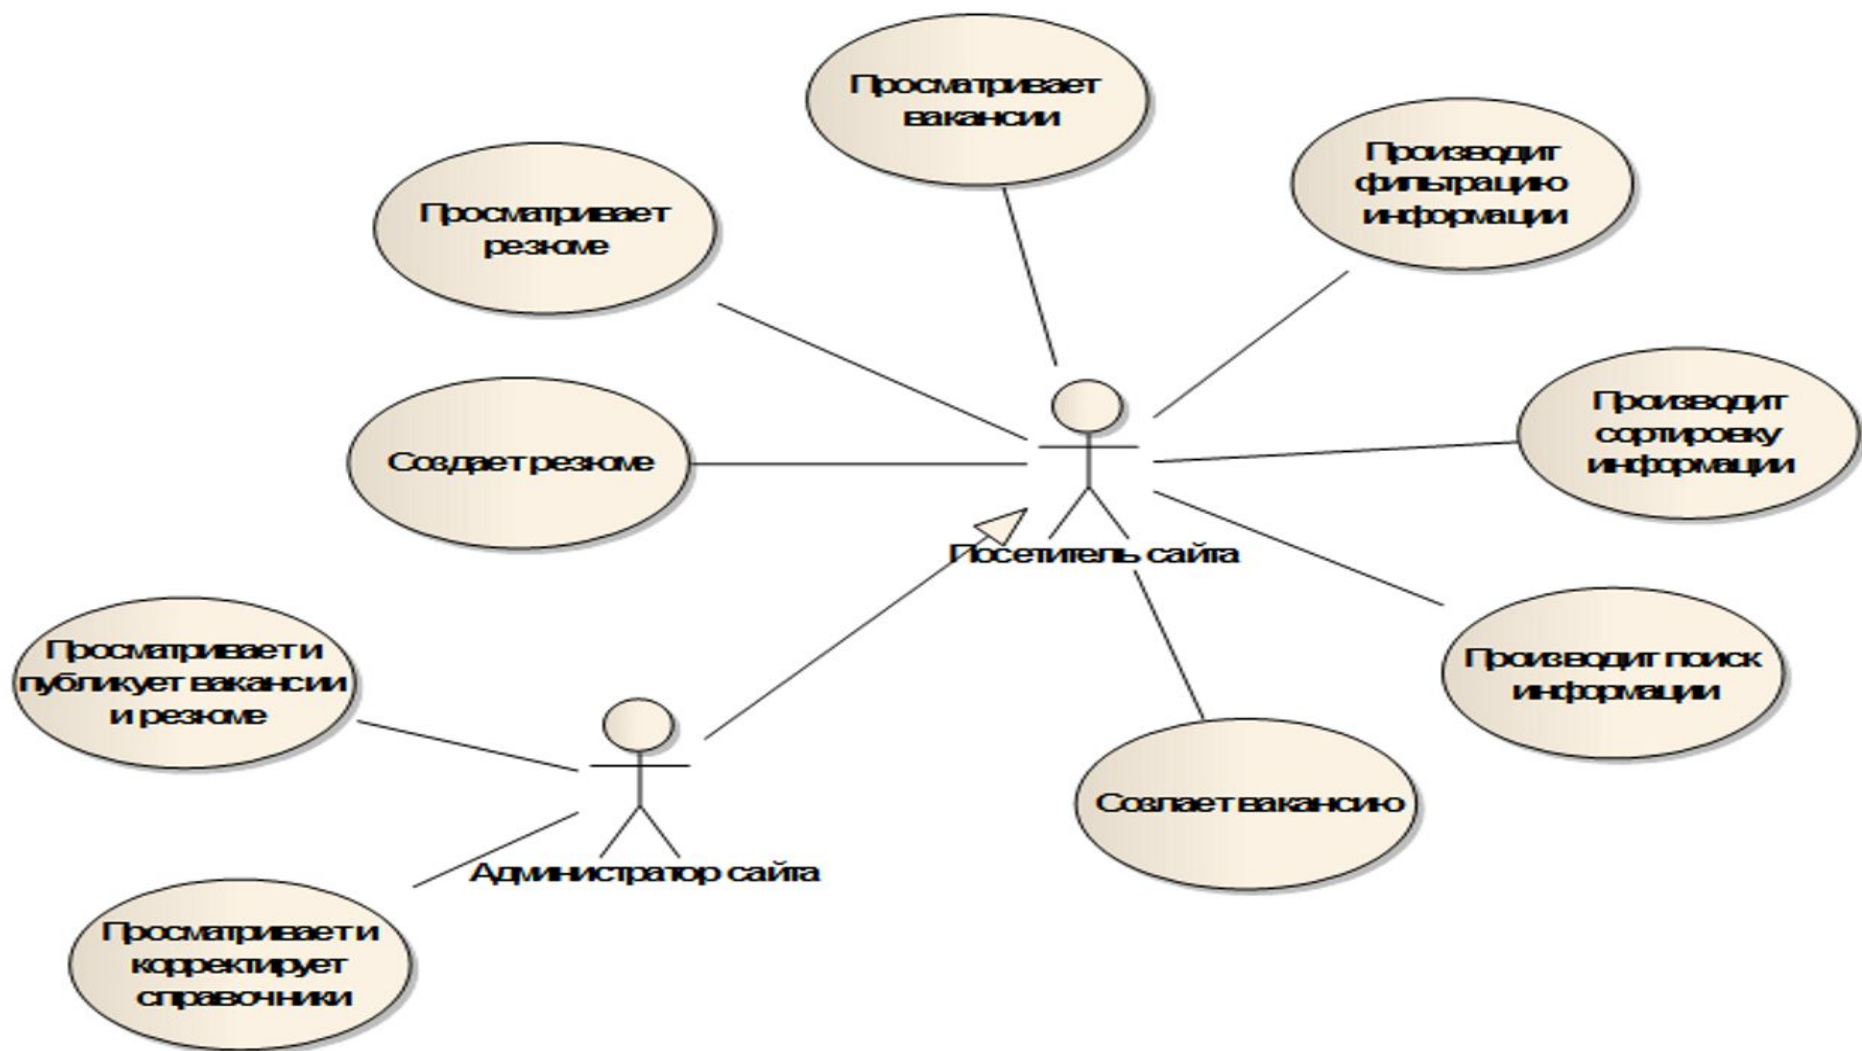 Просматривает
вакансии
Производит
фильтрацию
информации
Просматривает
резюме
Производит
сортировку
информации
Создает резюме
Посетитель сайта
Просматривает и
публикует вакансии
и резюме
Производит поиск
информации
Созлает вакансию
Администратор сайта
Просматривает и
корректирует
справочники